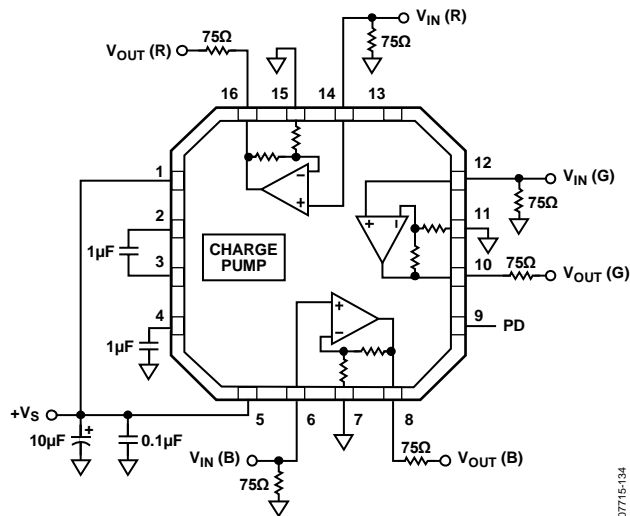 75Ω
V_IN (R)
V_OUT (R)
75Ω
16
15
14
13
1
12
V_IN (G)
75Ω
2
11
1µF
CHARGE
PUMP
3
10
75Ω
V_OUT (G)
4
9
PD
1µF
+V_S
5
6
7
8
10µF
+
0.1µF
V_IN (B)
75Ω
V_OUT (B)
75Ω
+
−
+
−
+
−
07715-134